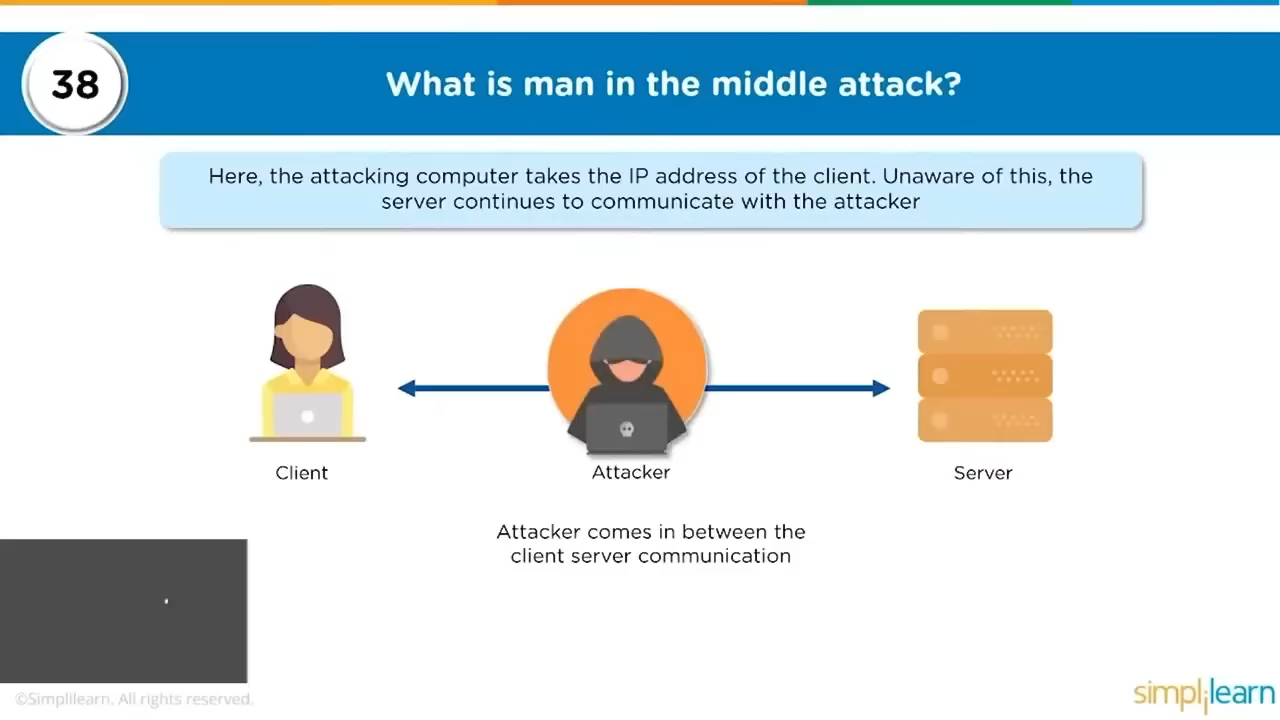 38
What is man in the middle attack?
Here, the attacking computer takes the IP address of the client. Unaware of this, the
server continues to communicate with the attacker
Client
Attacker
Server
Attacker comes in between the
client server communication
©Simplilearn. All rights reserved.
simplilearn